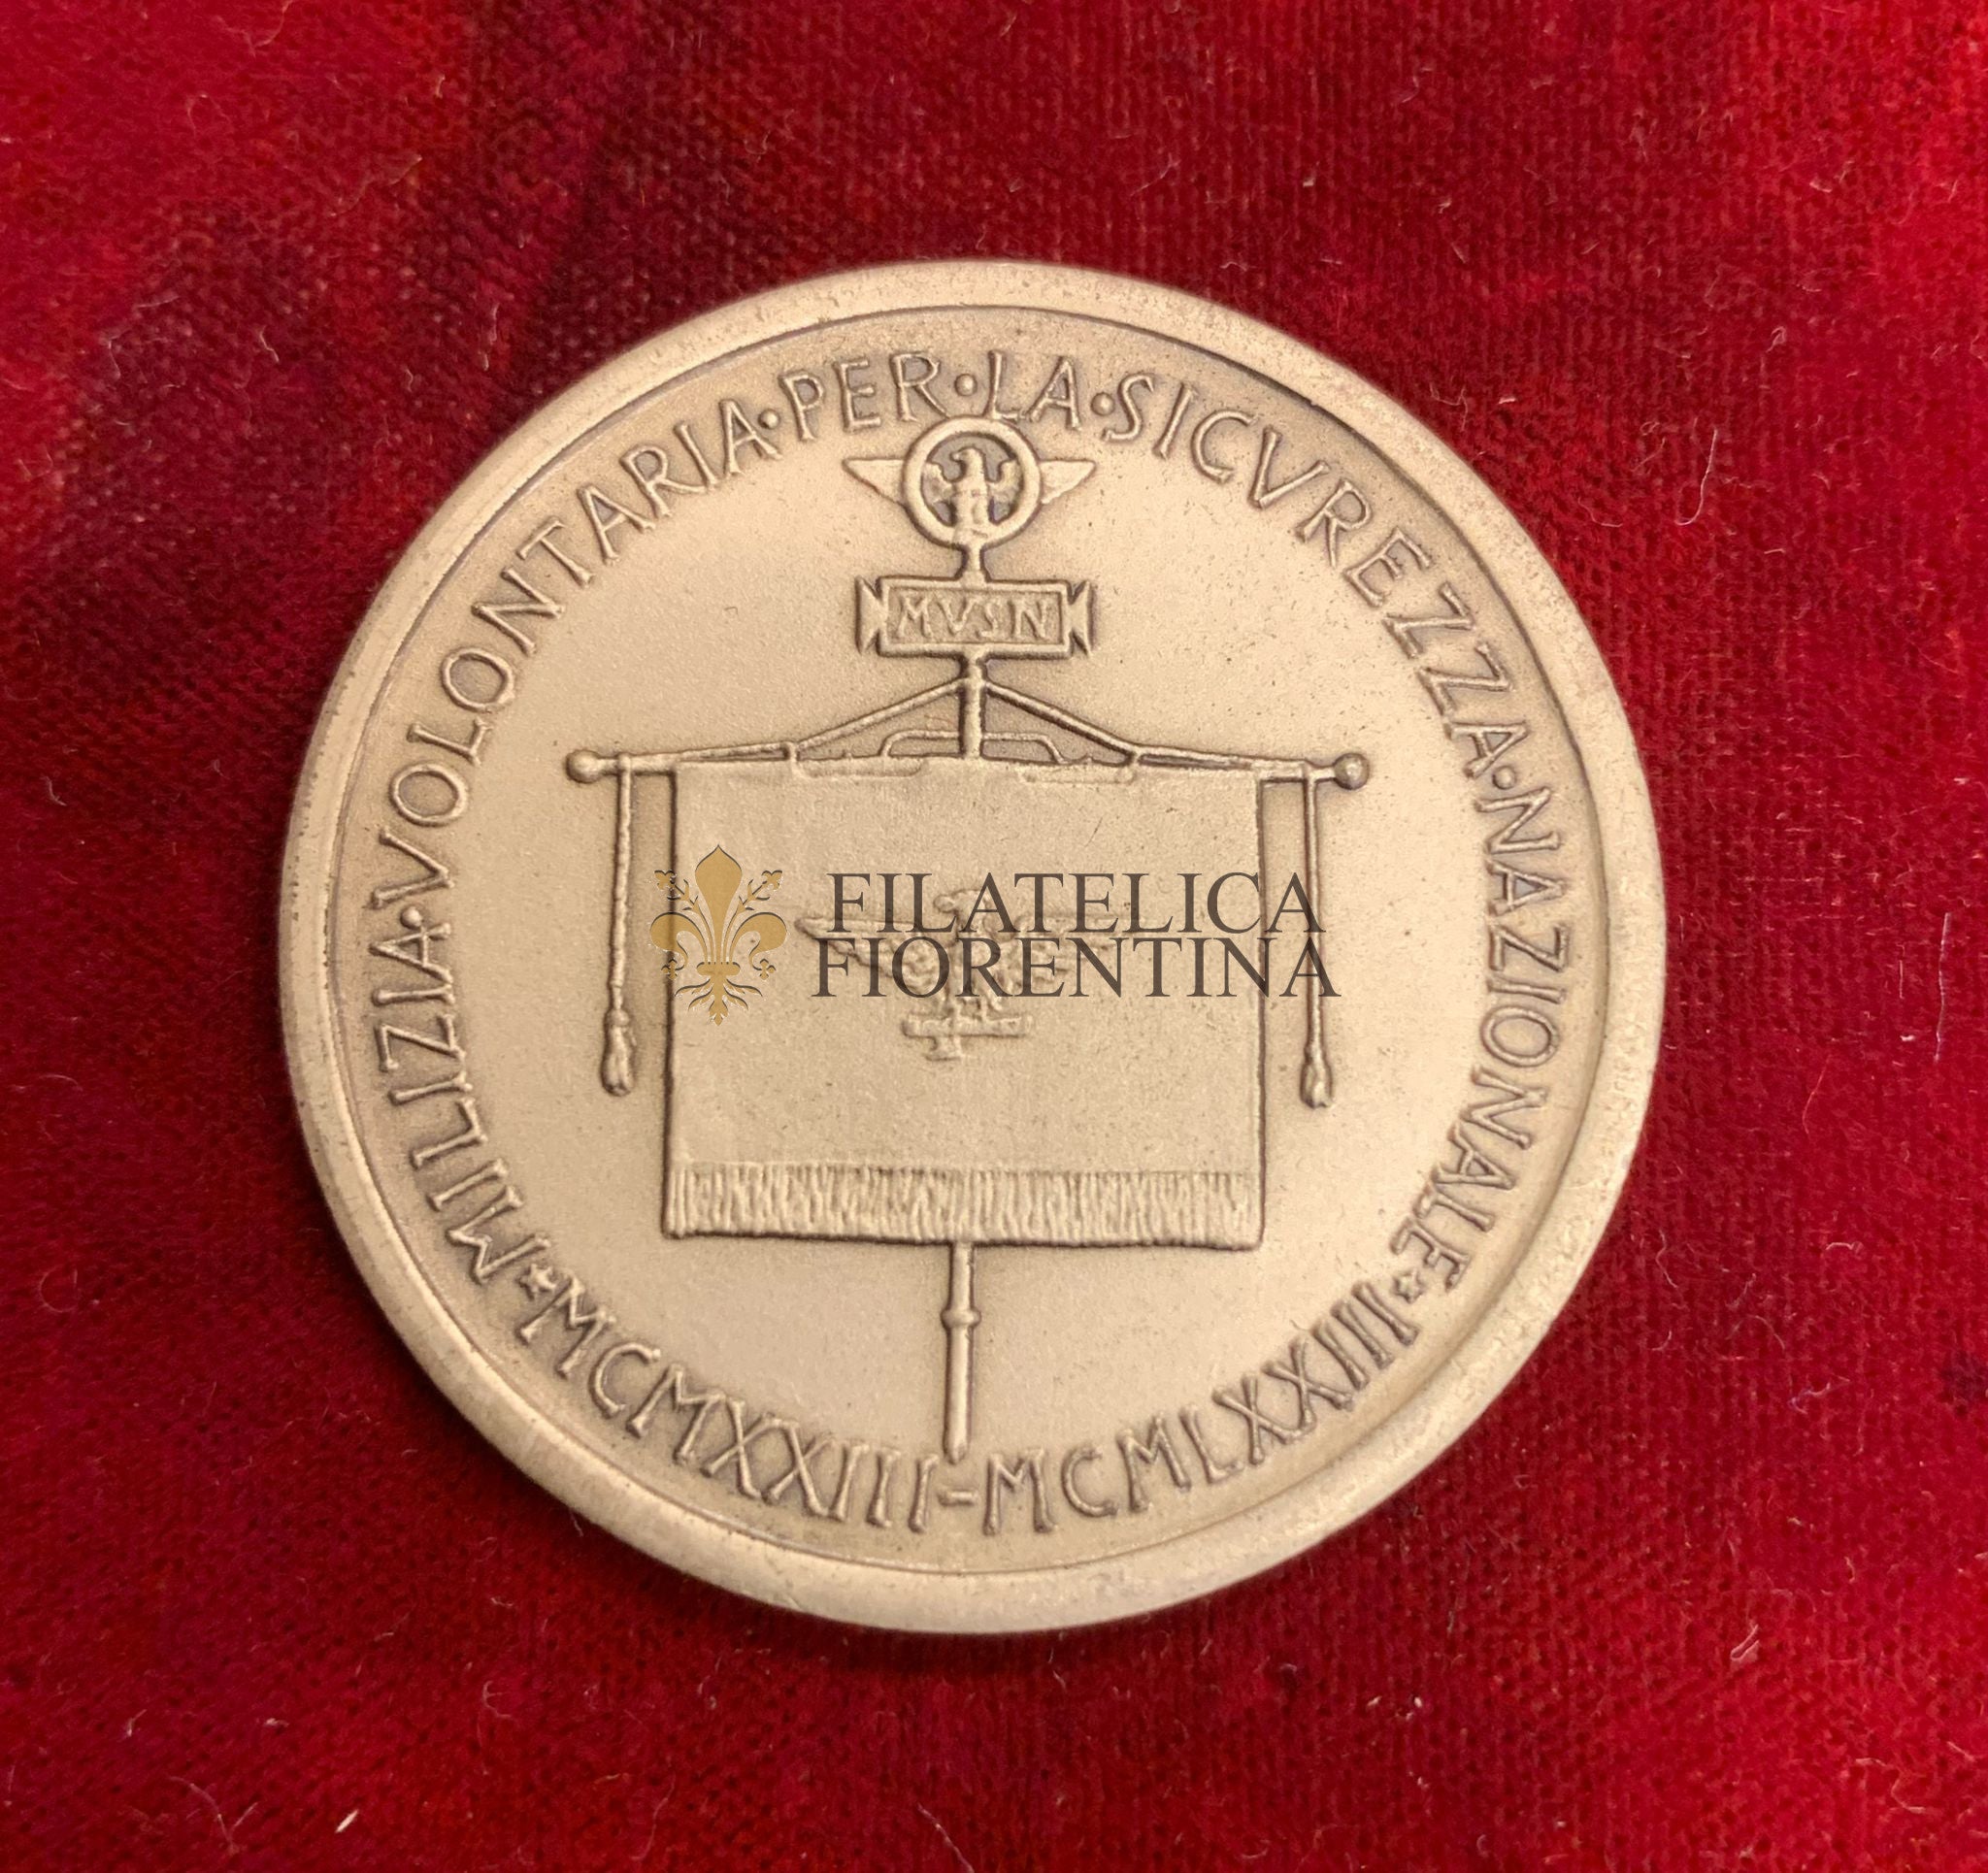 MILIZIA·VOLONTARIA·PER·LA·SICVREZZA·NAZIONALE
MVSN
FILATELICA
FIORENTINA
MCMXXIII-MCMLXXIII